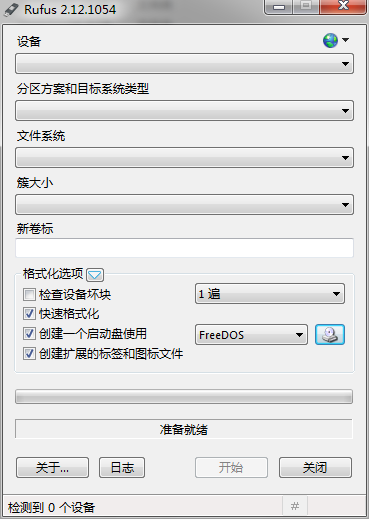 Rufus 2.12.1054
设备
分区方案和目标系统类型
文件系统
簇大小
新卷标
格式化选项
检查设备坏块
1 遍
快速格式化
创建一个启动盘使用
FreeDOS
创建扩展的标签和图标文件
准备就绪
关于...
日志
开始
关闭
检测到 0 个设备
#